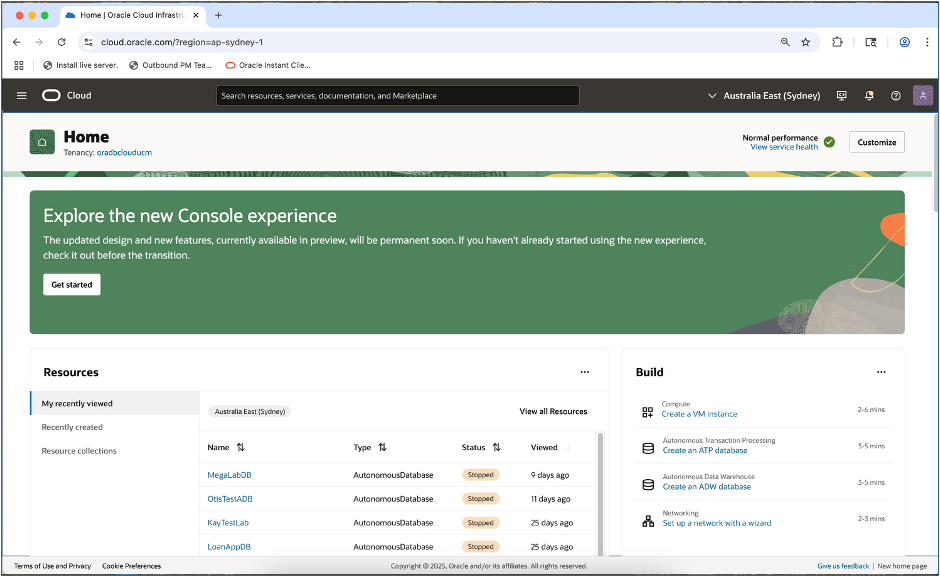 Home | Oracle Cloud Infrastru
cloud.oracle.com/?region=ap-sydney-1
Install live server.
Outbound PM Tea...
Oracle Instant Clie...
Cloud
Search resources, services, documentation, and Marketplace
Australia East (Sydney)
Home
Tenancy: oradbclouducm
Normal performance
View service health
Customize
Explore the new Console experience
The updated design and new features, currently available in preview, will be permanent soon. If you haven't already started using the new experience,
check it out before the transition.
Get started
Resources
My recently viewed
Recently created
Resource collections
Australia East (Sydney)
View all Resources
Name Type Status Viewed
MegaLabDB AutonomousDatabase Stopped 9 days ago
OtisTestADB AutonomousDatabase Stopped 11 days ago
KayTestLab AutonomousDatabase Stopped 25 days ago
LoanAppDB AutonomousDatabase Stopped 25 days ago
Build
Compute
Create a VM instance
2-6 mins
Autonomous Transaction Processing
Create an ATP database
3-5 mins
Autonomous Data Warehouse
Create an ADW database
3-5 mins
Networking
Set up a network with a wizard
2-3 mins
Terms of Use and Privacy Cookie Preferences
Copyright © 2025, Oracle and/or its affiliates. All rights reserved.
Give us feedback | New home page